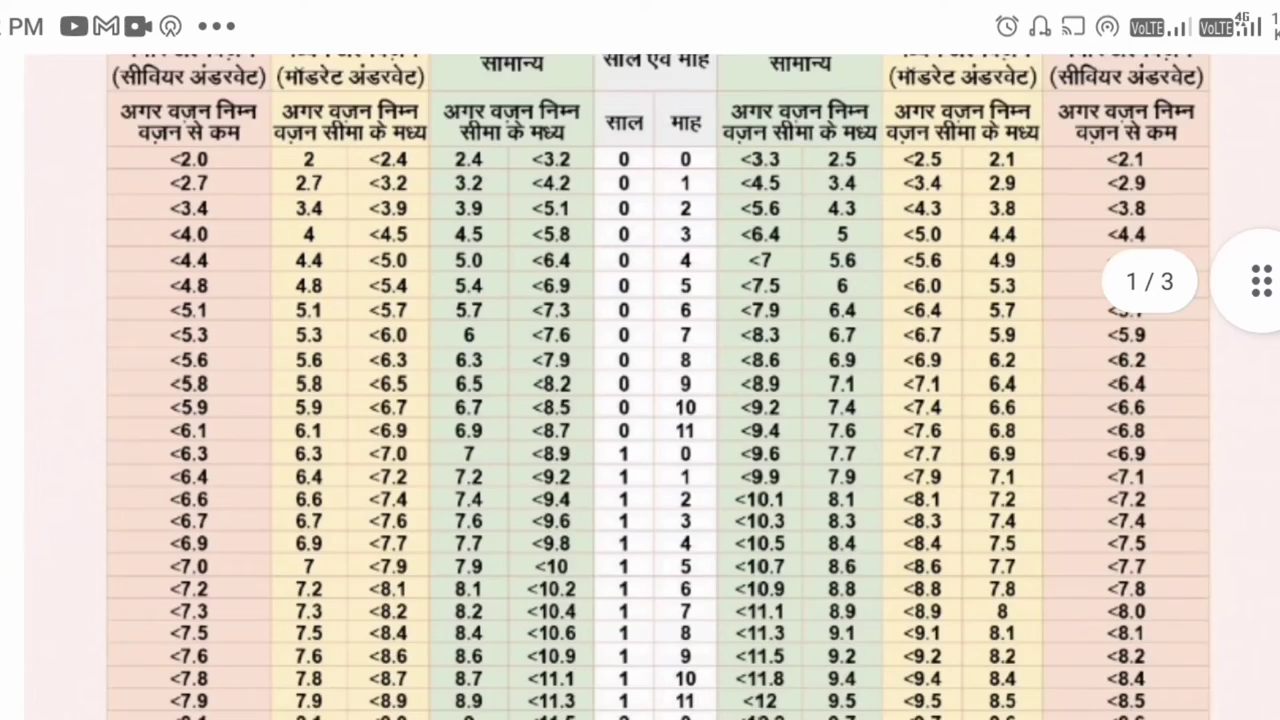 PM
VoLTE VoLTE 4G
(सीवियर अंडरवेट) (मॉडरेट अंडरवेट) सामान्य साल एवं माह सामान्य (मॉडरेट अंडरवेट) (सीवियर अंडरवेट)
अगर वज़न निम्न वज़न से कम अगर वज़न निम्न वज़न सीमा के मध्य अगर वज़न निम्न सीमा के मध्य साल माह अगर वज़न निम्न वज़न सीमा के मध्य अगर वज़न निम्न वज़न सीमा के मध्य अगर वज़न निम्न वज़न से कम
<2.0 2 <2.4 2.4 <3.2 0 0 <3.3 2.5 <2.5 2.1 <2.1
<2.7 2.7 <3.2 3.2 <4.2 0 1 <4.5 3.4 <3.4 2.9 <2.9
<3.4 3.4 <3.9 3.9 <5.1 0 2 <5.6 4.3 <4.3 3.8 <3.8
<4.0 4 <4.5 4.5 <5.8 0 3 <6.4 5 <5.0 4.4 <4.4
<4.4 4.4 <5.0 5.0 <6.4 0 4 <7 5.6 <5.6 4.9
1 / 3
<4.8 4.8 <5.4 5.4 <6.9 0 5 <7.5 6 <6.0 5.3
<5.1 5.1 <5.7 5.7 <7.3 0 6 <7.9 6.4 <6.4 5.7
<5.3 5.3 <6.0 6 <7.6 0 7 <8.3 6.7 <6.7 5.9 <5.9
<5.6 5.6 <6.3 6.3 <7.9 0 8 <8.6 6.9 <6.9 6.2 <6.2
<5.8 5.8 <6.5 6.5 <8.2 0 9 <8.9 7.1 <7.1 6.4 <6.4
<5.9 5.9 <6.7 6.7 <8.5 0 10 <9.2 7.4 <7.4 6.6 <6.6
<6.1 6.1 <6.9 6.9 <8.7 0 11 <9.4 7.6 <7.6 6.8 <6.8
<6.3 6.3 <7.0 7 <8.9 1 0 <9.6 7.7 <7.7 6.9 <6.9
<6.4 6.4 <7.2 7.2 <9.2 1 1 <9.9 7.9 <7.9 7.1 <7.1
<6.6 6.6 <7.4 7.4 <9.4 1 2 <10.1 8.1 <8.1 7.2 <7.2
<6.7 6.7 <7.6 7.6 <9.6 1 3 <10.3 8.3 <8.3 7.4 <7.4
<6.9 6.9 <7.7 7.7 <9.8 1 4 <10.5 8.4 <8.4 7.5 <7.5
<7.0 7 <7.9 7.9 <10 1 5 <10.7 8.6 <8.6 7.7 <7.7
<7.2 7.2 <8.1 8.1 <10.2 1 6 <10.9 8.8 <8.8 7.8 <7.8
<7.3 7.3 <8.2 8.2 <10.4 1 7 <11.1 8.9 <8.9 8 <8.0
<7.5 7.5 <8.4 8.4 <10.6 1 8 <11.3 9.1 <9.1 8.1 <8.1
<7.6 7.6 <8.6 8.6 <10.9 1 9 <11.5 9.2 <9.2 8.2 <8.2
<7.8 7.8 <8.7 8.7 <11.1 1 10 <11.8 9.4 <9.4 8.4 <8.4
<7.9 7.9 <8.9 8.9 <11.3 1 11 <12 9.5 <9.5 8.5 <8.5